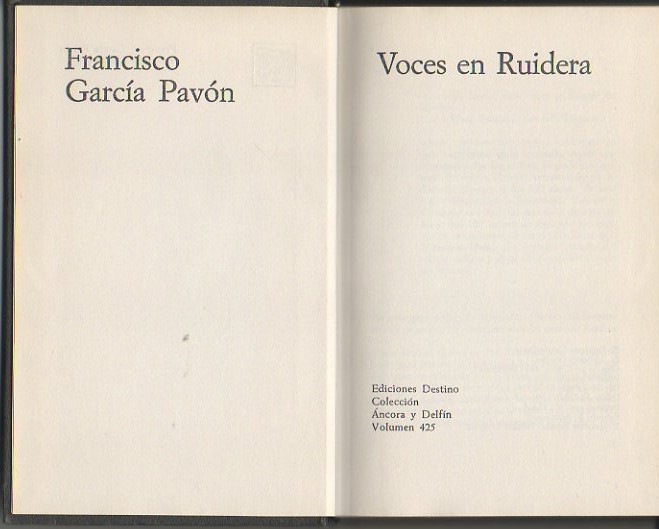 Francisco
García Pavón
Voces en Ruidera
Ediciones Destino
Colección
Áncora y Delfín
Volumen 425